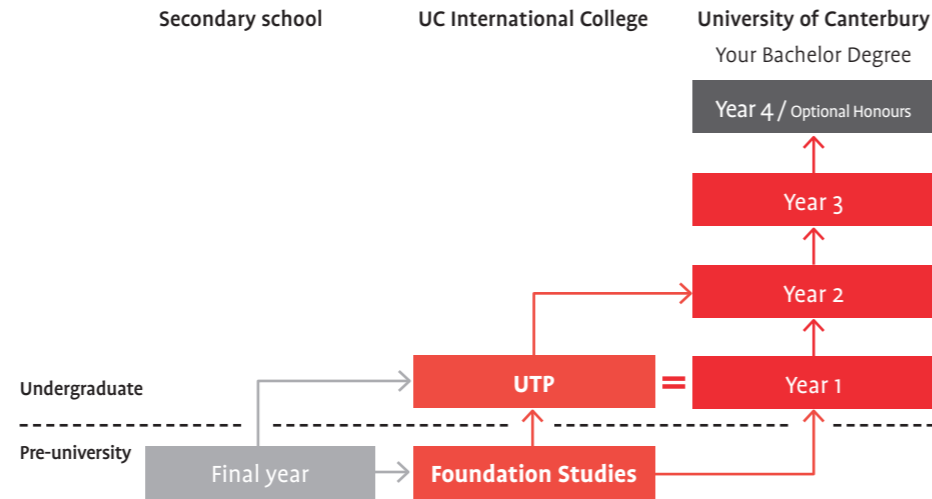 Secondary school
UC International College
University of Canterbury
Your Bachelor Degree
Year 4 / Optional Honours
Year 3
Year 2
Undergraduate
UTP
=
Year 1
Pre-university
Final year
Foundation Studies